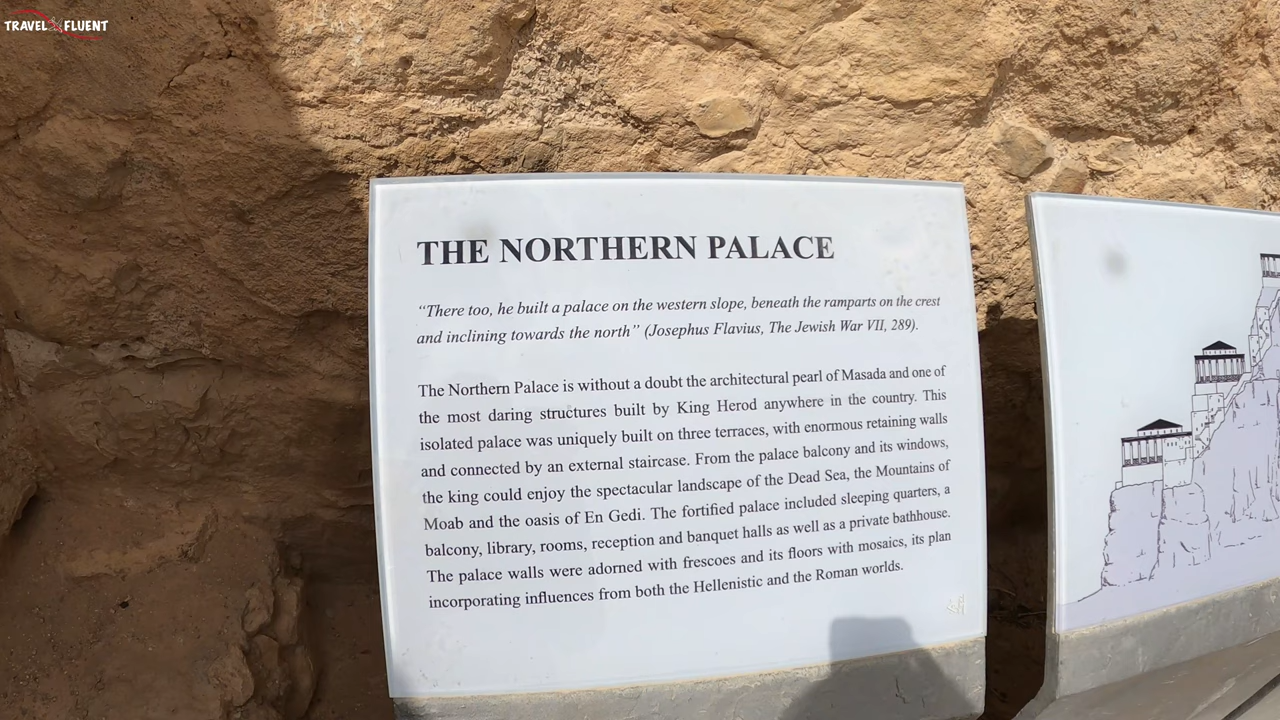 TRAVEL FLUENT
THE NORTHERN PALACE
“There too, he built a palace on the western slope, beneath the ramparts on the crest
and inclining towards the north” (Josephus Flavius, The Jewish War VII, 289).
The Northern Palace is without a doubt the architectural pearl of Masada and one of
the most daring structures built by King Herod anywhere in the country. This
isolated palace was uniquely built on three terraces, with enormous retaining walls
and connected by an external staircase. From the palace balcony and its windows,
the king could enjoy the spectacular landscape of the Dead Sea, the Mountains of
Moab and the oasis of En Gedi. The fortified palace included sleeping quarters, a
balcony, library, rooms, reception and banquet halls as well as a private bathhouse.
The palace walls were adorned with frescoes and its floors with mosaics, its plan
incorporating influences from both the Hellenistic and the Roman worlds.